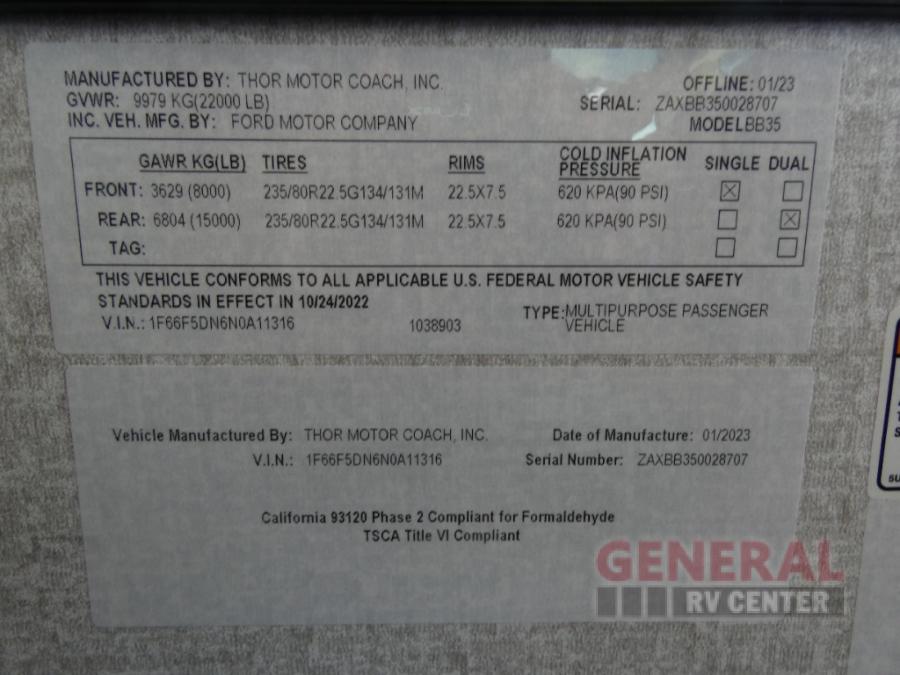 MANUFACTURED BY: THOR MOTOR COACH, INC. OFFLINE: 01/23
GVWR: 9979 KG(22000 LB) SERIAL: ZAXBB350028707
INC. VEH. MFG. BY: FORD MOTOR COMPANY MODELBB35
GAWR KG(LB) TIRES RIMS COLD INFLATION PRESSURE SINGLE DUAL
FRONT: 3629 (8000) 235/80R22.5G134/131M 22.5X7.5 620 KPA(90 PSI) ☒ ☐
REAR: 6804 (15000) 235/80R22.5G134/131M 22.5X7.5 620 KPA(90 PSI) ☐ ☒
TAG: ☐ ☐
THIS VEHICLE CONFORMS TO ALL APPLICABLE U.S. FEDERAL MOTOR VEHICLE SAFETY
STANDARDS IN EFFECT IN 10/24/2022
V.I.N.: 1F66F5DN6N0A11316 1038903 TYPE:MULTIPURPOSE PASSENGER
VEHICLE
Vehicle Manufactured By: THOR MOTOR COACH, INC. Date of Manufacture: 01/2023
V.I.N.: 1F66F5DN6N0A11316 Serial Number: ZAXBB350028707
California 93120 Phase 2 Compliant for Formaldehyde
TSCA Title VI Compliant
GENERAL
RV CENTER